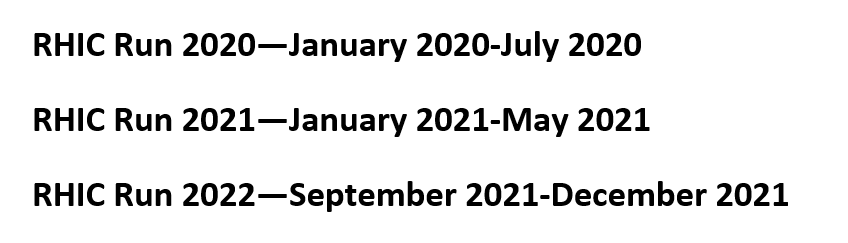 RHIC Run 2020—January 2020-July 2020
RHIC Run 2021—January 2021-May 2021
RHIC Run 2022—September 2021-December 2021